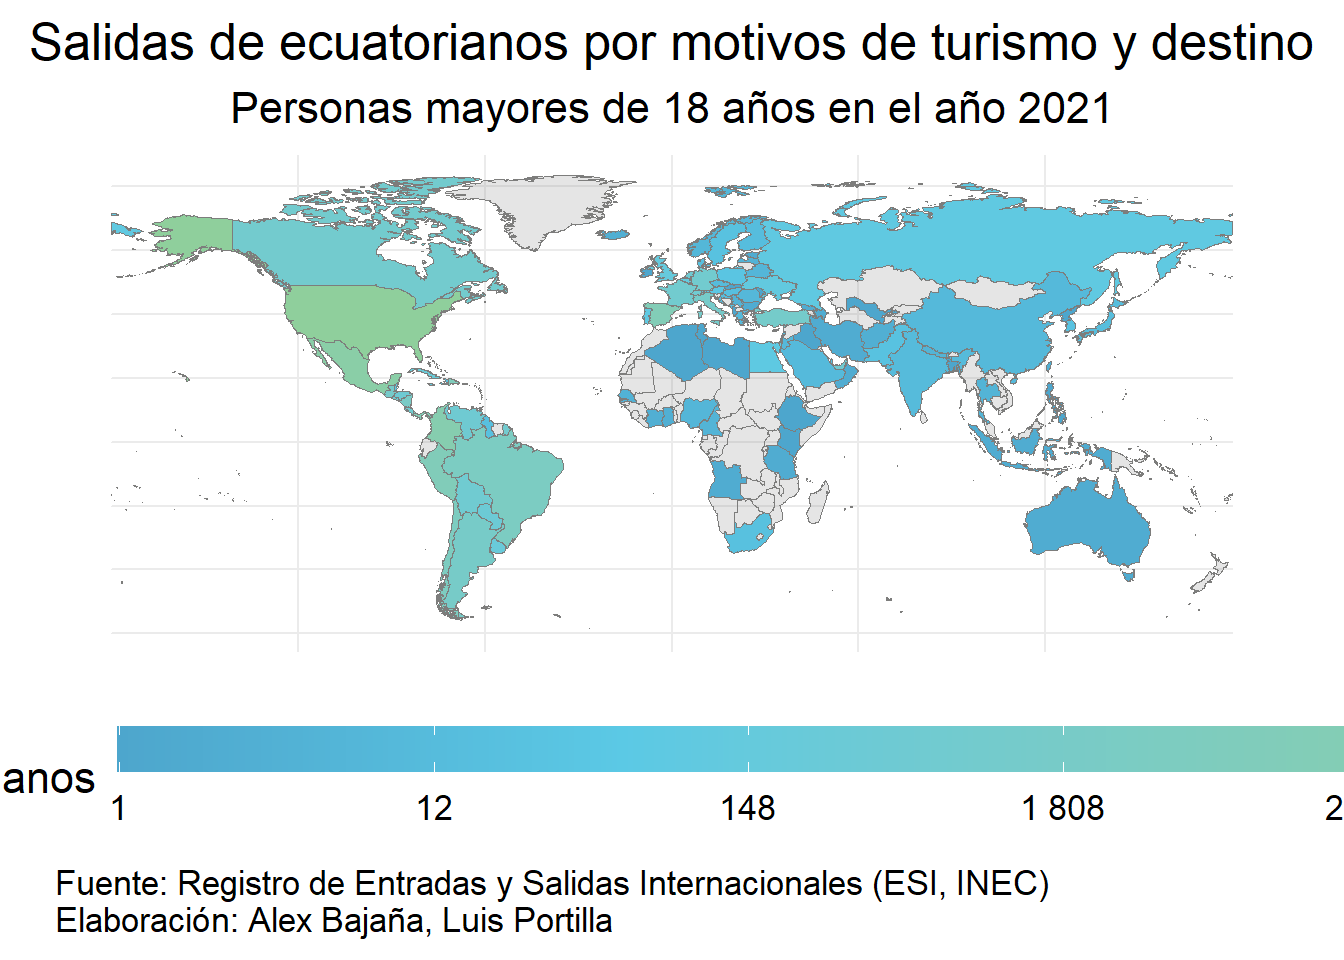 Salidas de ecuatorianos por motivos de turismo y destino
Personas mayores de 18 años en el año 2021
anos
1 12 148 1 808 2
Fuente: Registro de Entradas y Salidas Internacionales (ESI, INEC)
Elaboración: Alex Bajaña, Luis Portilla